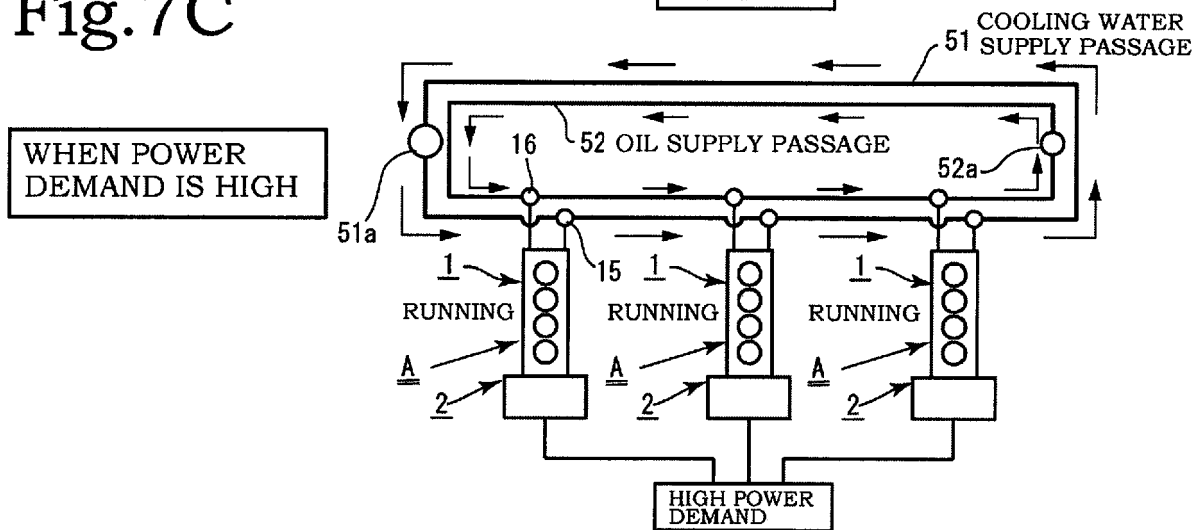 Fig.7C
COOLING WATER
51 SUPPLY PASSAGE
WHEN POWER
DEMAND IS HIGH
16
52 OIL SUPPLY PASSAGE
52a
51a
15
1 1 1
RUNNING RUNNING RUNNING
A A A
2 2 2
HIGH POWER
DEMAND